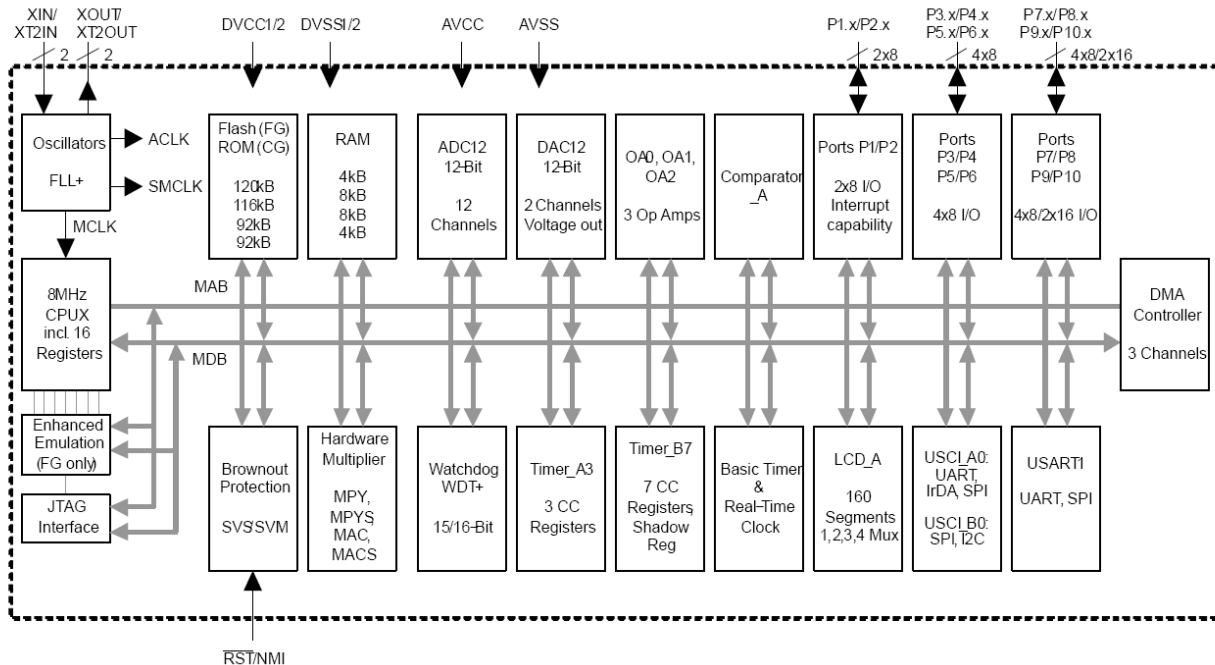 XIN/
XT2IN
XOUT/
XT2OUT
2
2
DVCC1/2
DVSS1/2
AVCC
AVSS
P1.x/P2.x
2x8
P3.x/P4.x
P5.x/P6.x
4x8
P7.x/P8.x
P9.x/P10.x
4x8/2x16
Oscillators
FLL+
ACLK
SMCLK
MCLK
Flash (FG)
ROM (CG)
120kB
116kB
92kB
92kB
RAM
4kB
8kB
8kB
4kB
ADC12
12-Bit
12
Channels
DAC12
12-Bit
2 Channels
Voltage out
OA0, OA1,
OA2
3 Op Amps
Comparator
_A
Ports P1/P2
2x8 I/O
Interrupt
capability
Ports
P3/P4
P5/P6
4x8 I/O
Ports
P7/P8
P9/P10
4x8/2x16 I/O
8MHz
CPUX
incl. 16
Registers
MAB
MDB
DMA
Controller
3 Channels
Enhanced
Emulation
(FG only)
JTAG
Interface
Brownout
Protection
SVS/SVM
Hardware
Multiplier
MPY,
MPYS,
MAC,
MACS
Watchdog
WDT+
15/16-Bit
Timer_A3
3 CC
Registers
Timer_B7
7 CC
Registers,
Shadow
Reg
Basic Timer
&
Real-Time
Clock
LCD_A
160
Segments
1,2,3,4 Mux
USCI_A0:
UART,
IrDA, SPI
USCI_B0:
SPI, I2C
USART1
UART, SPI
RST/NMI